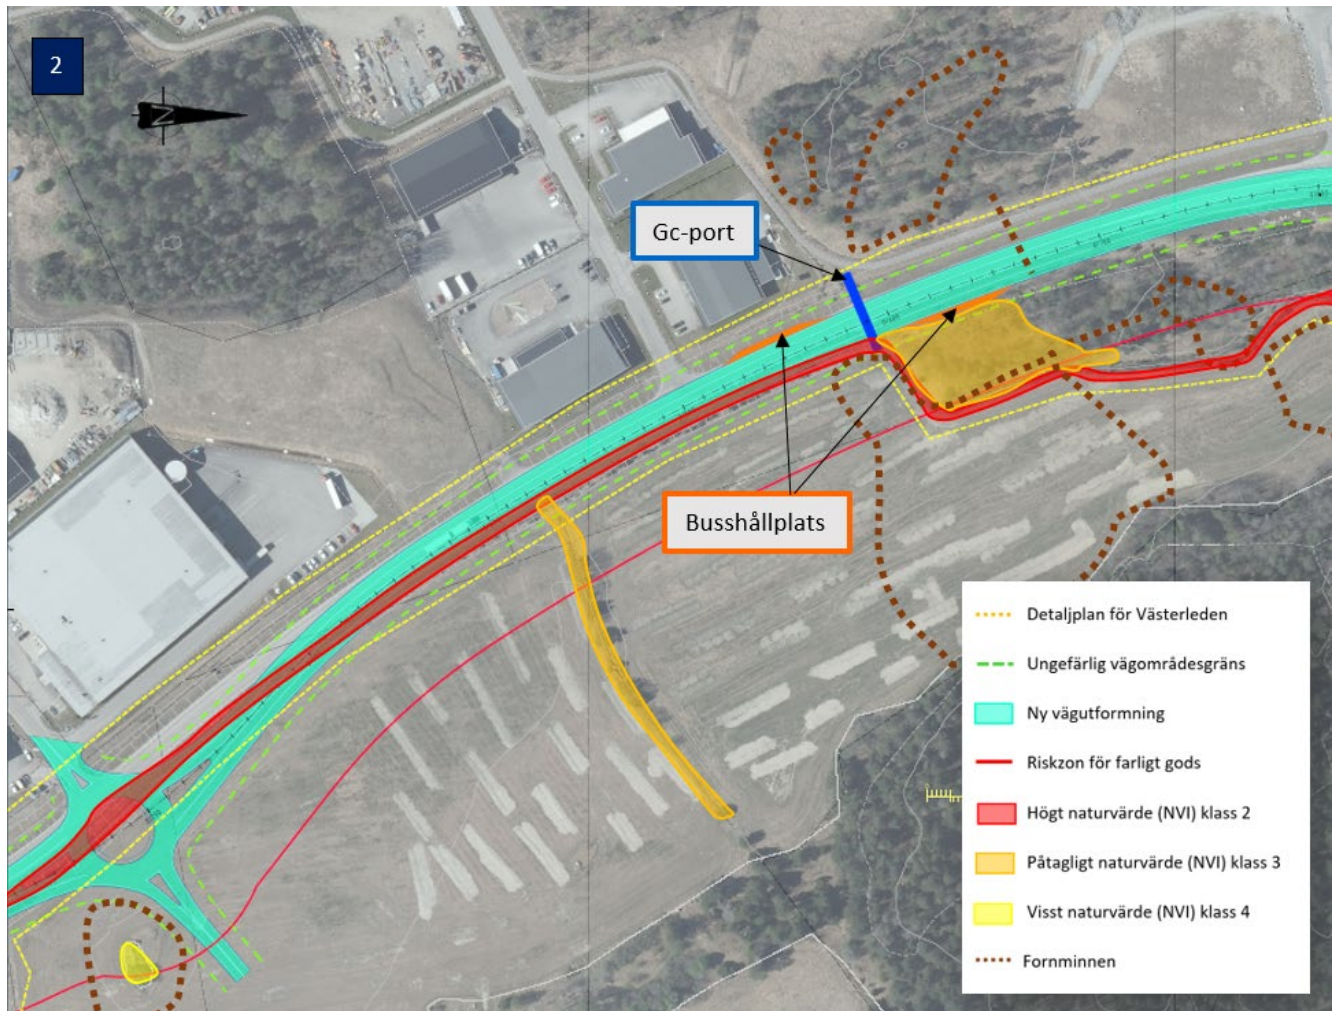 2
N
Gc-port
Busshållplats
Detaljplan för Västerleden
Ungefärlig vägområdesgräns
Ny vägutformning
Riskzon för farligt gods
Högt naturvärde (NVI) klass 2
Påtagligt naturvärde (NVI) klass 3
Visst naturvärde (NVI) klass 4
Fornminnen